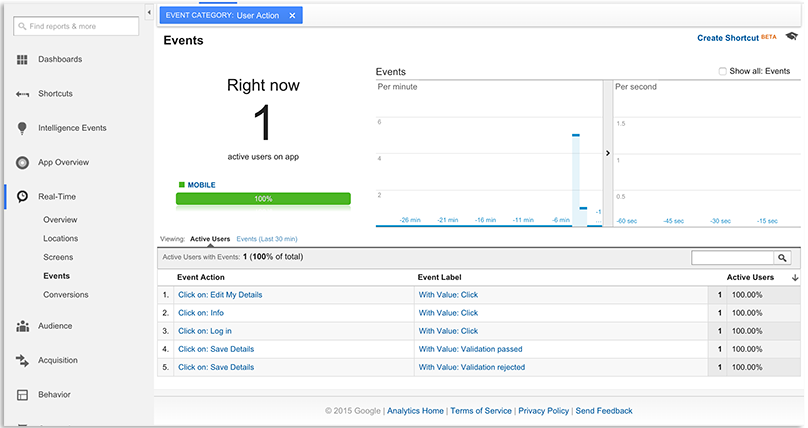 EVENT CATEGORY: User Action ✕
Find reports & more
Dashboards
Shortcuts
Intelligence Events
App Overview
Real-Time
Overview
Locations
Screens
Events
Conversions
Audience
Acquisition
Behavior
Events
Create Shortcut BETA
Right now
1
active users on app
MOBILE
100%
Events
Show all: Events
Per minute
6
4
2
-26 min -21 min -16 min -11 min -6 min -1
...
Per second
1.5
1
0.5
-60 sec -45 sec -30 sec -15 sec
Viewing: Active Users Events (Last 30 min)
Active Users with Events: 1 (100% of total)
Event Action Event Label Active Users
1. Click on: Edit My Details With Value: Click 1 100.00%
2. Click on: Info With Value: Click 1 100.00%
3. Click on: Log in With Value: Click 1 100.00%
4. Click on: Save Details With Value: Validation passed 1 100.00%
5. Click on: Save Details With Value: Validation rejected 1 100.00%
© 2015 Google | Analytics Home | Terms of Service | Privacy Policy | Send Feedback